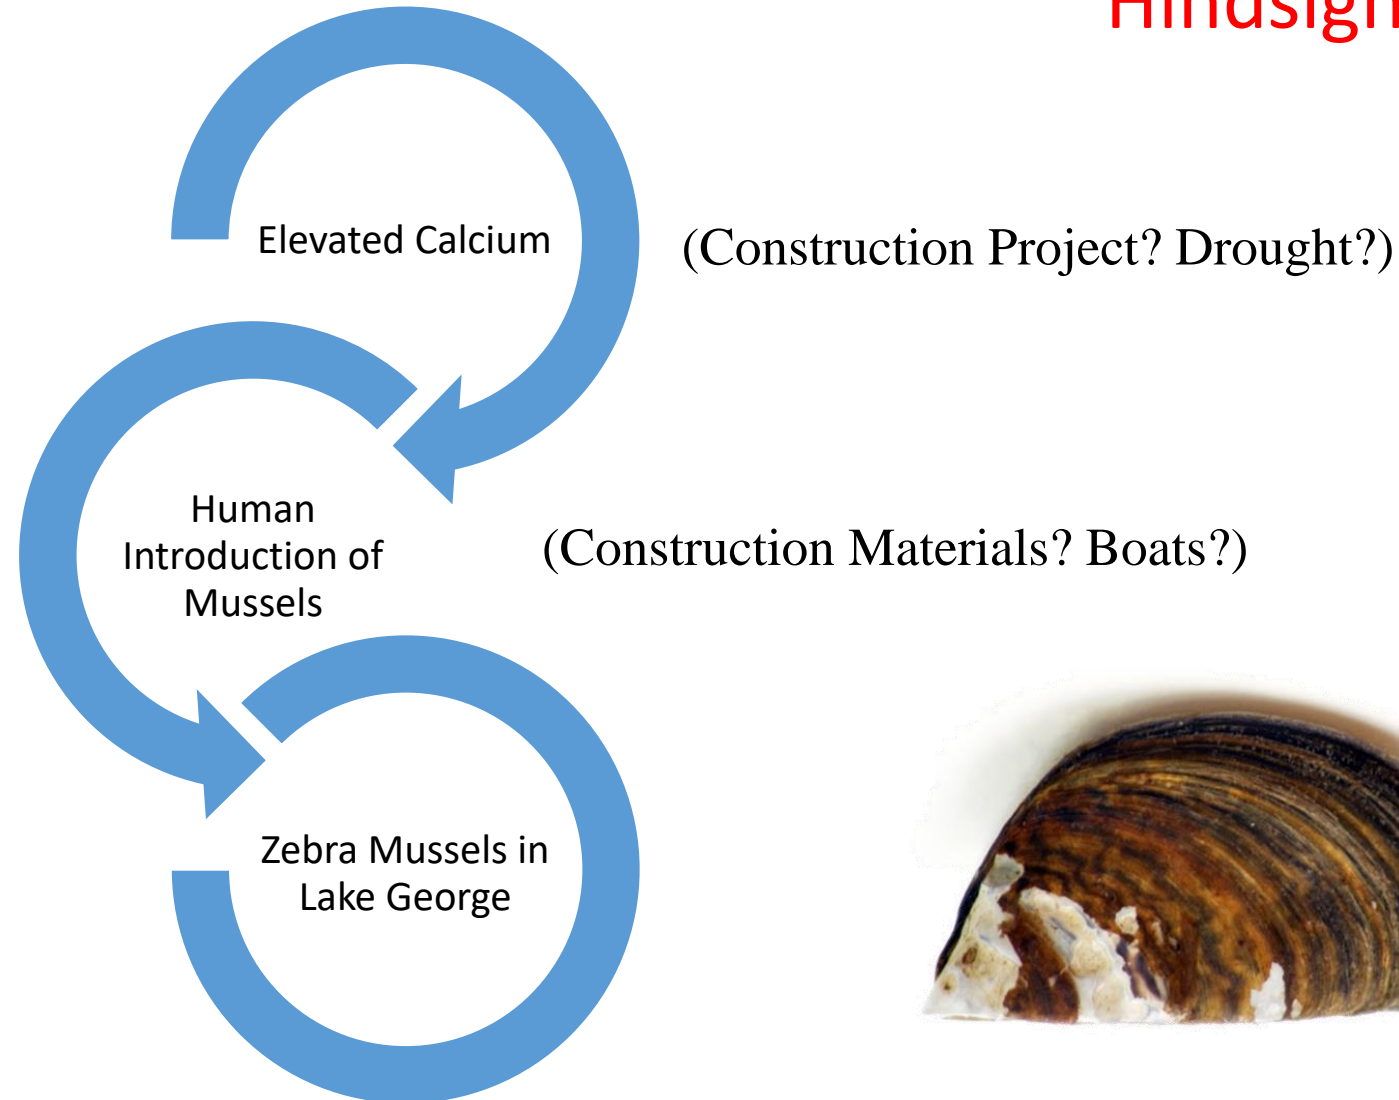 Elevated Calcium
(Construction Project? Drought?)
Human
Introduction of
Mussels
(Construction Materials? Boats?)
Zebra Mussels in
Lake George